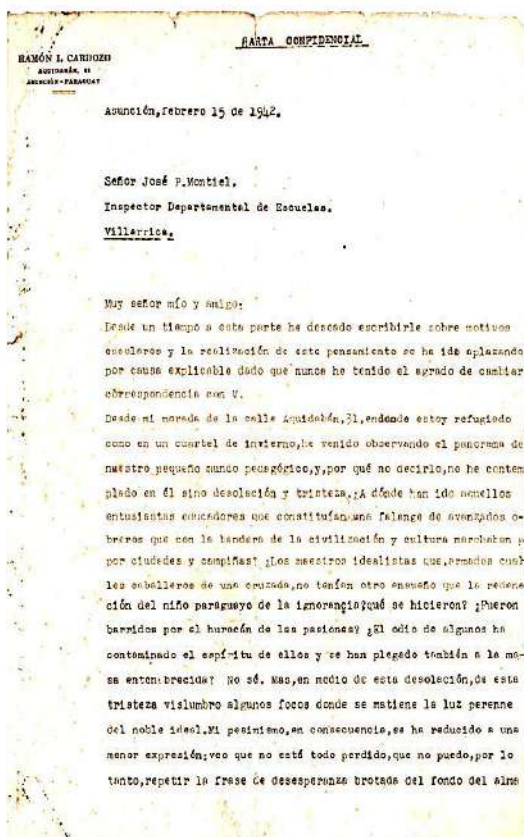 CARTA CONFIDENCIAL
RAMÓN I. CARDOZO
AQUIDABÁN, 31
ASUNCIÓN-PARAGUAY
Asunción,febrero 15 de 1942.
Señor José P.Montiel.
Inspector Departamental de Escuelas.
Villarrica.
Muy señor mío y amigo:
Desde un tiempo a esta parte he deseado escribirle sobre motivos
escolares y la realización de este pensamiento se ha ido aplazando
por causa explicable dado que nunca he tenido el agrado de cambiar
correspondencia con V.
Desde mi morada de la calle Aquidabán,31,endonde estoy refugiado
como en un cuartel de invierno,he venido observando el panorama de
nuestro pequeño mundo pedagógico,y,por qué no decirlo,no he contem
plado en él sino desolación y tristeza.¿A dónde han ido aquellos
entusiastas educadores que constituían una falange de avanzados o-
breros que con la bandera de la civilización y cultura marchaban
por ciudades y campiñas? ¿Los maestros idealistas que,armados cual
les caballeros de una cruzada,no tenían otro ensueño que la reden
ción del niño paraguayo de la ignorancia?qué se hicieron? ¿Fueron
barridos por el huracán de las pasiones? ¿El odio de algunos ha
contaminado el espíritu de ellos y se han plegado también a la ma-
sa entenebrecida? No sé. Mas,en medio de esta desolación,de esta
tristeza vislumbro algunos focos donde se matiene la luz perenne
del noble ideal.Mi pesinismo,en consecuencia,se ha reducido a una
menor expresión;veo que no está todo perdido,que no puedo,por lo
tanto,repetir la frase de desesperanza brotada del fondo del alma